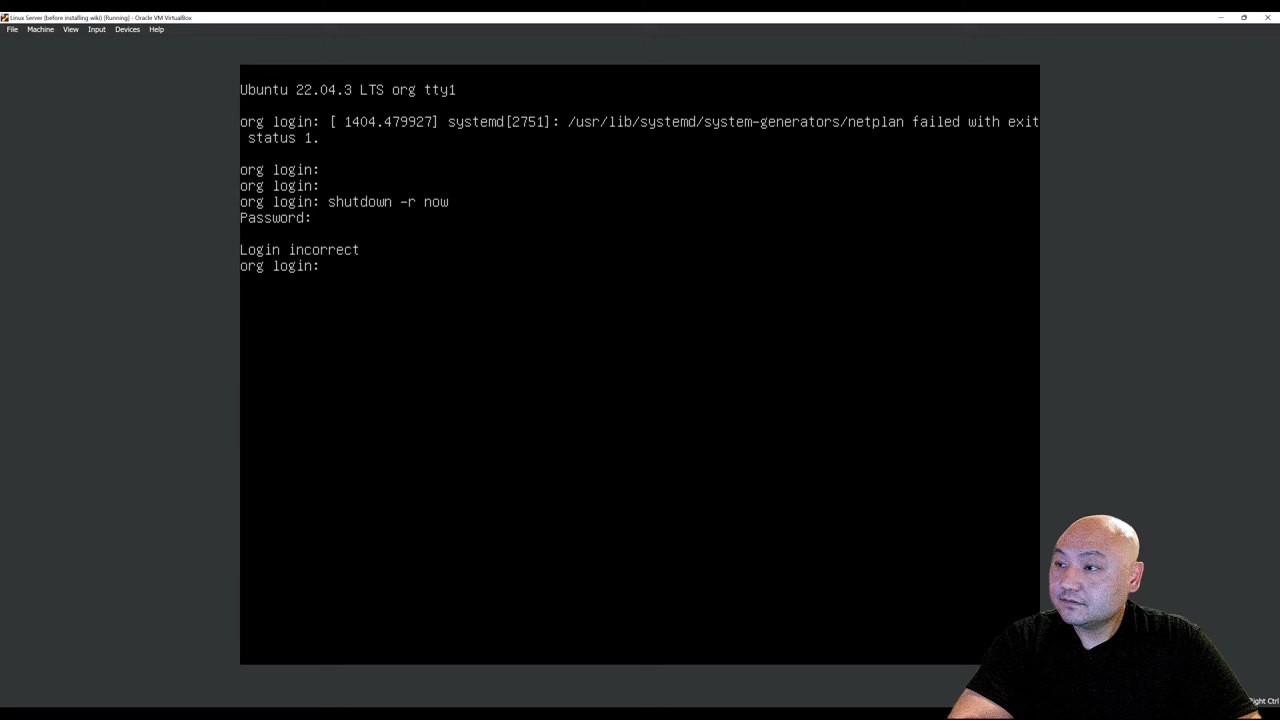 Linux Server (before installing wiki) [Running] - Oracle VM VirtualBox
File Machine View Input Devices Help
Ubuntu 22.04.3 LTS org tty1
org login: [ 1404.479927] systemd[2751]: /usr/lib/systemd/system-generators/netplan failed with exit
status 1.
org login:
org login:
org login: shutdown -r now
Password:
Login incorrect
org login:
Right Ctrl